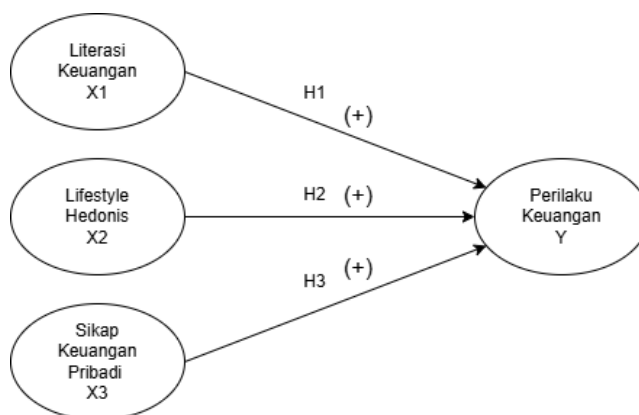 Literasi
Keuangan
X1
H1
(+)
Lifestyle
Hedonis
X2
H2 (+)
Perilaku
Keuangan
Y
Sikap
Keuangan
Pribadi
X3
H3
(+)